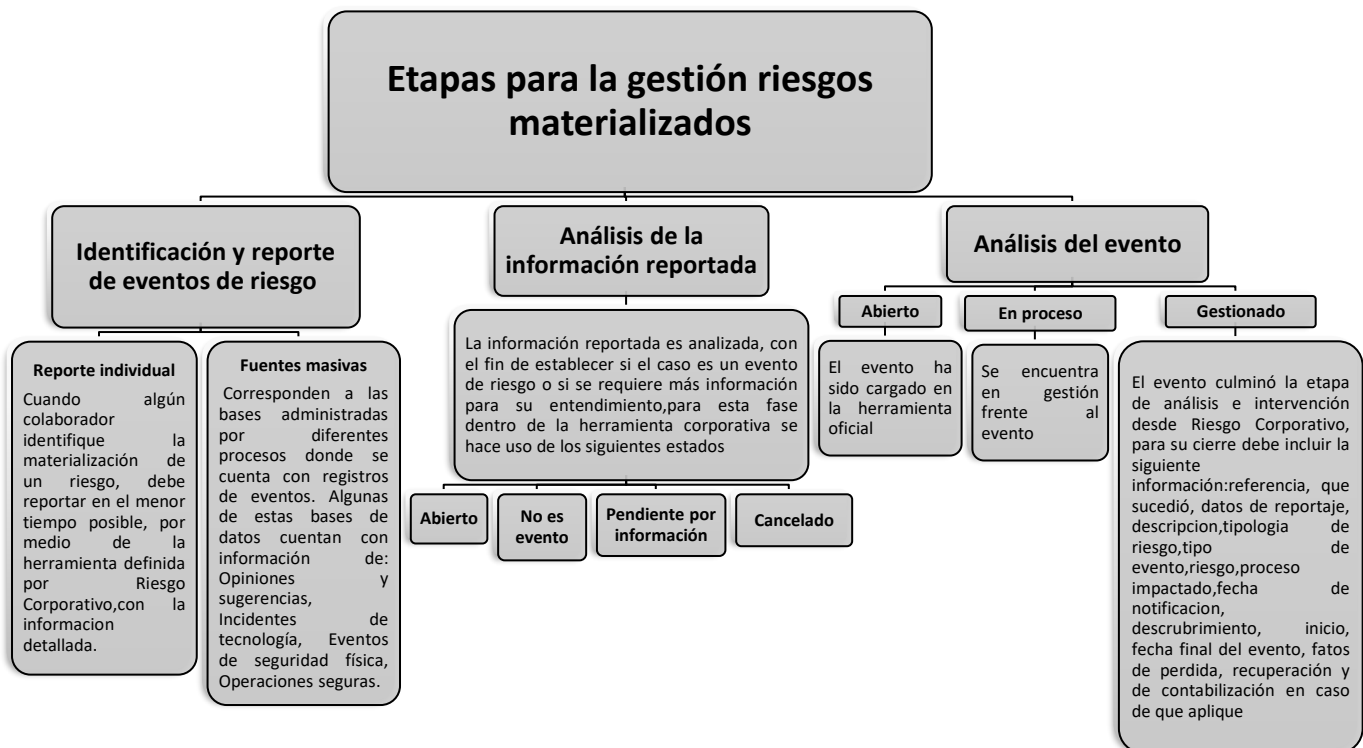 Etapas para la gestión riesgos
materializados
Identificación y reporte
de eventos de riesgo
Reporte individual
Cuando algún
colaborador
identifique la
materialización de
un riesgo, debe
reportar en el menor
tiempo posible, por
medio de la
herramienta definida
por Riesgo
Corporativo,con la
informacion
detallada.
Fuentes masivas
Corresponden a las
bases administradas
por diferentes
procesos donde se
cuenta con registros
de eventos. Algunas
de estas bases de
datos cuentan con
información de:
Opiniones y
sugerencias,
Incidentes de
tecnología, Eventos
de seguridad física,
Operaciones seguras.
Análisis de la
información reportada
La información reportada es analizada, con
el fin de establecer si el caso es un evento
de riesgo o si se requiere más información
para su entendimiento,para esta fase
dentro de la herramienta corporativa se
hace uso de los siguientes estados
Abierto
No es
evento
Pendiente por
información
Cancelado
Análisis del evento
Abierto
El evento ha
sido cargado en
la herramienta
oficial
En proceso
Se encuentra
en gestión
frente al
evento
Gestionado
El evento culminó la etapa
de análisis e intervención
desde Riesgo Corporativo,
para su cierre debe incluir la
siguiente
información:referencia, que
sucedió, datos de reportaje,
descripcion,tipologia de
riesgo,tipo de
evento,riesgo,proceso
impactado,fecha de
notificacion,
descrubrimiento, inicio,
fecha final del evento, fatos
de perdida, recuperación y
de contabilización en caso
de que aplique